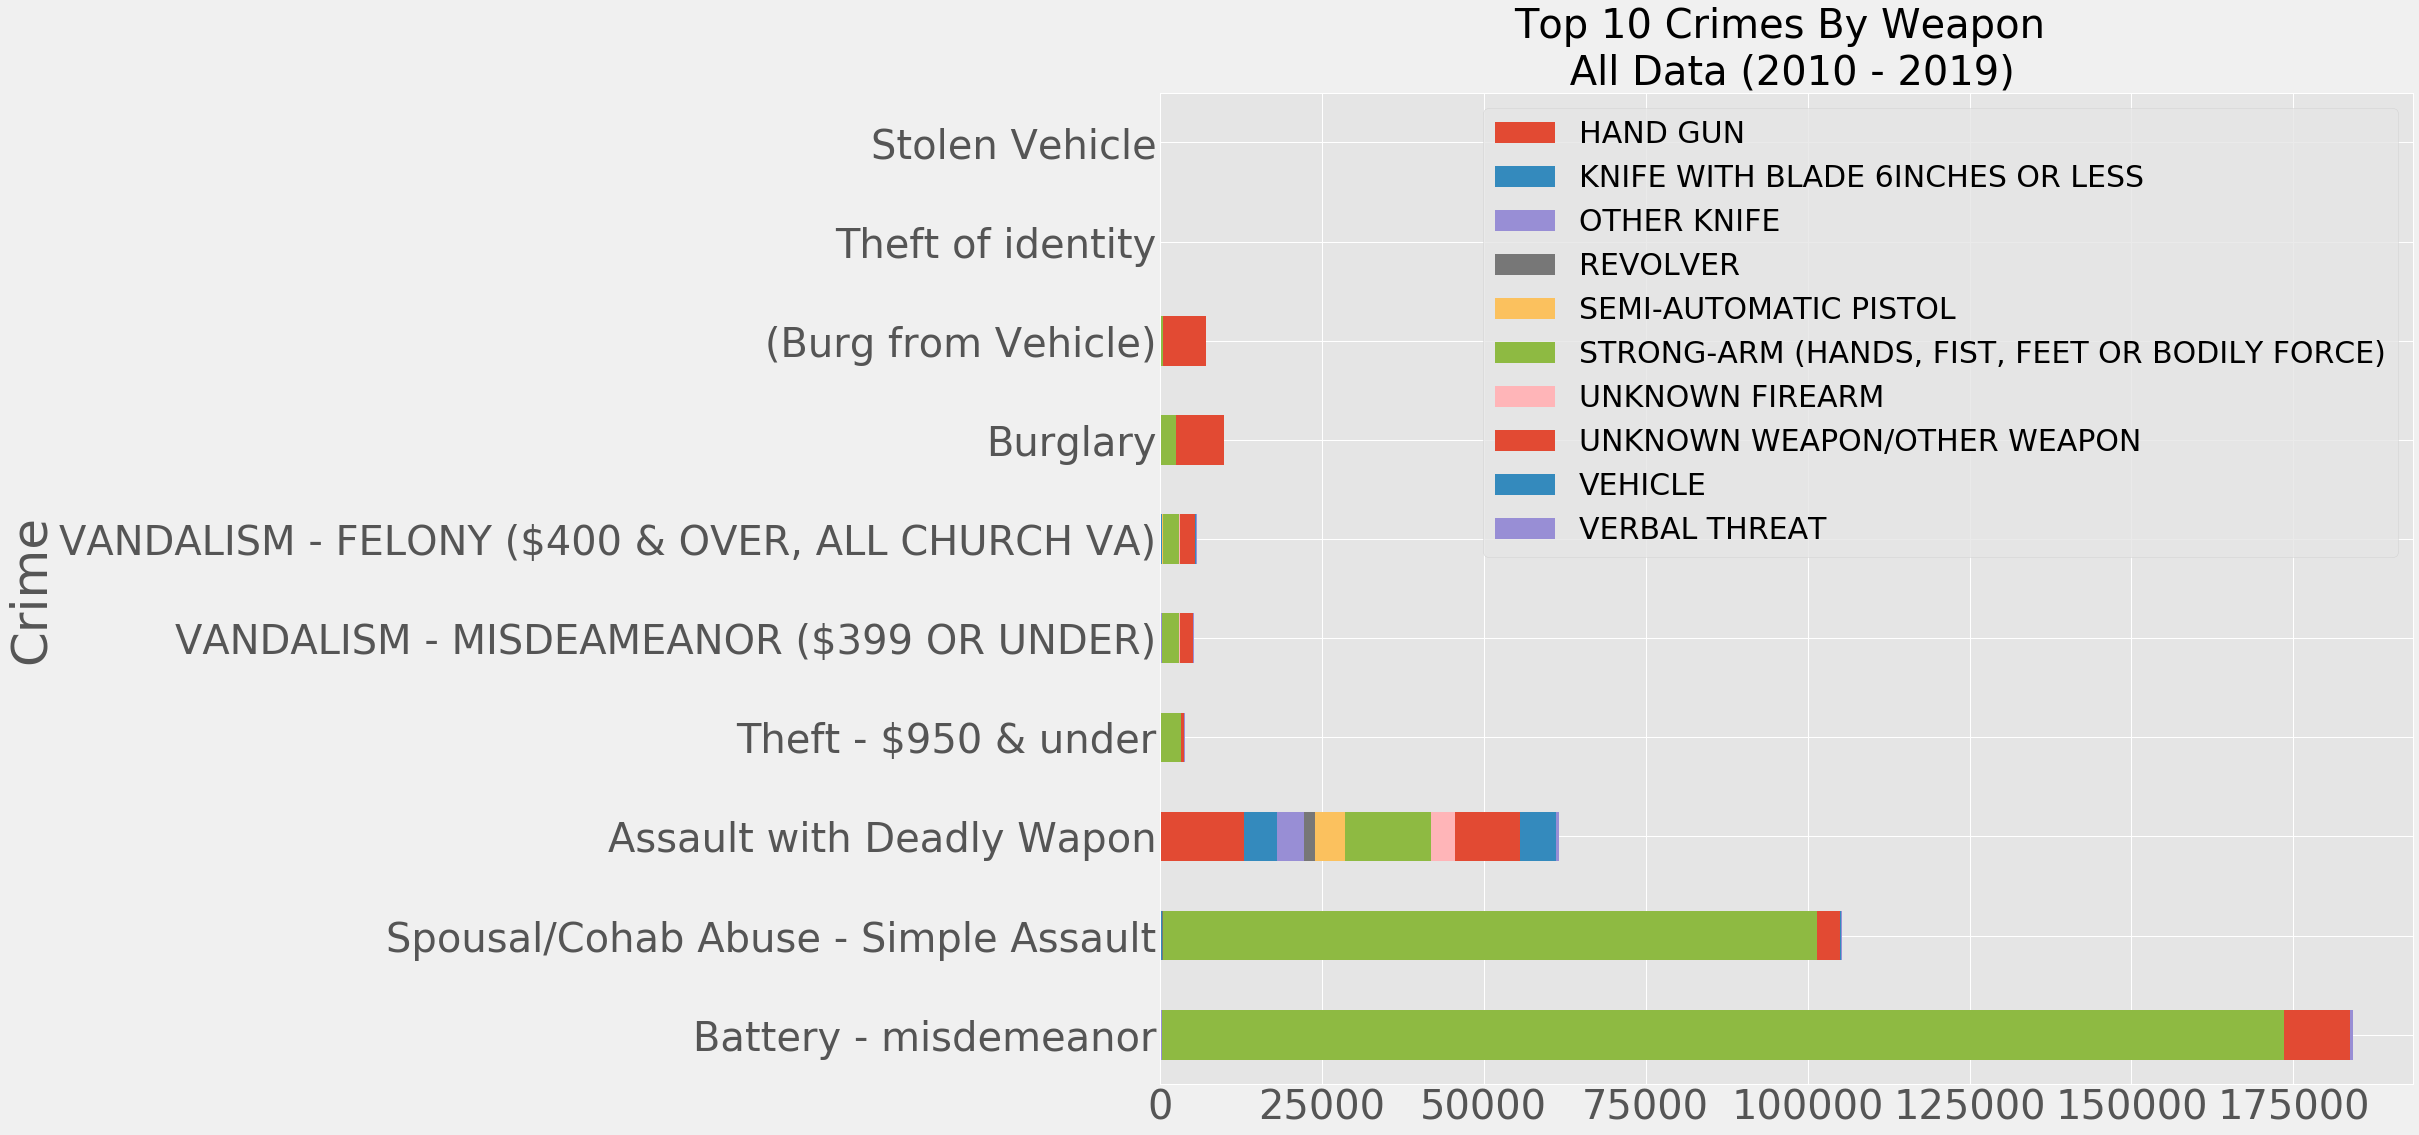 Top 10 Crimes By Weapon
All Data (2010 - 2019)
HAND GUN
KNIFE WITH BLADE 6INCHES OR LESS
OTHER KNIFE
REVOLVER
SEMI-AUTOMATIC PISTOL
STRONG-ARM (HANDS, FIST, FEET OR BODILY FORCE)
UNKNOWN FIREARM
UNKNOWN WEAPON/OTHER WEAPON
VEHICLE
VERBAL THREAT
Crime
Stolen Vehicle
Theft of identity
(Burg from Vehicle)
Burglary
VANDALISM - FELONY ($400 & OVER, ALL CHURCH VA)
VANDALISM - MISDEAMEANOR ($399 OR UNDER)
Theft - $950 & under
Assault with Deadly Wapon
Spousal/Cohab Abuse - Simple Assault
Battery - misdemeanor
0 25000 50000 75000 100000 125000 150000 175000